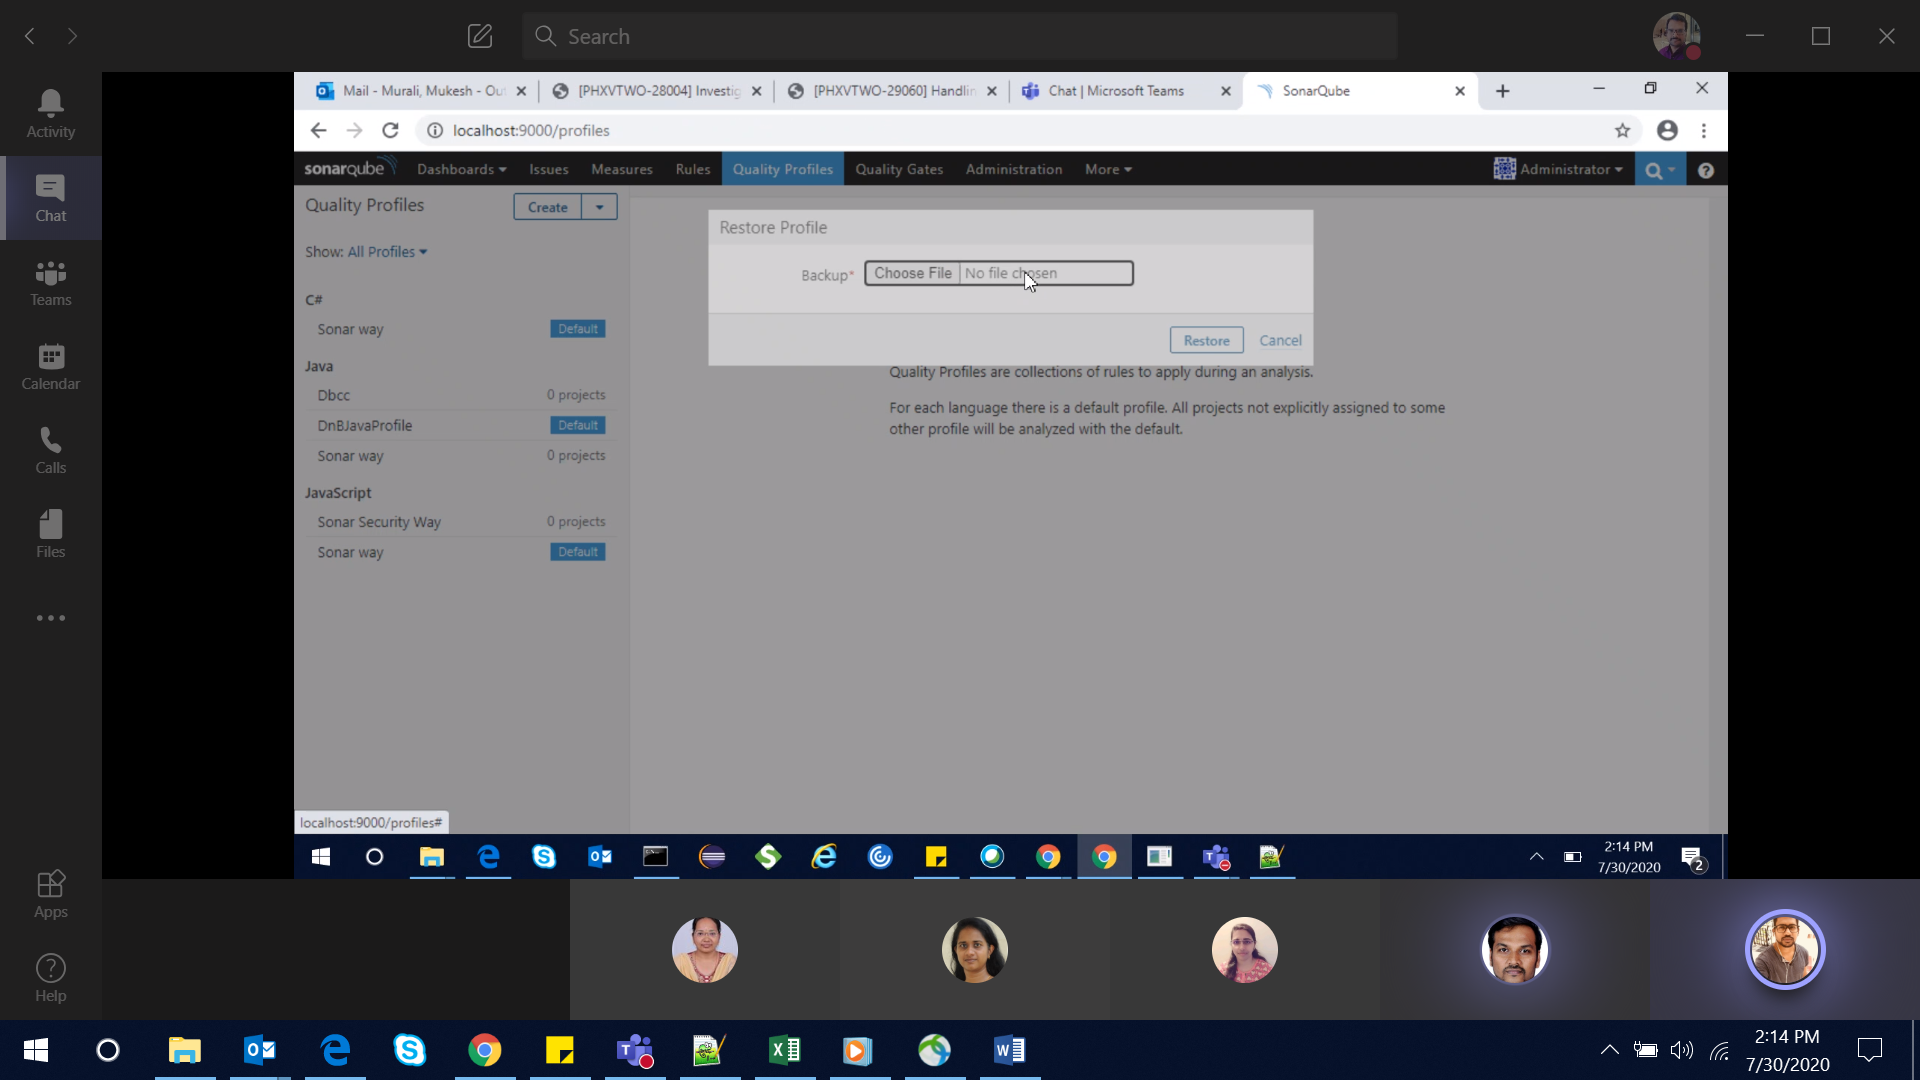 Search
Activity
Chat
Teams
Calendar
Calls
Files
Apps
Help
Mail - Murali, Mukesh - Ou
[PHXVTWO-28004] Investig
[PHXVTWO-29060] Handlin
Chat | Microsoft Teams
SonarQube
localhost:9000/profiles
sonarqube Dashboards Issues Measures Rules Quality Profiles Quality Gates Administration More Administrator
Quality Profiles
Create
Show: All Profiles
C#
Sonar way Default
Java
Dbcc 0 projects
DnBJavaProfile Default
Sonar way 0 projects
JavaScript
Sonar Security Way 0 projects
Sonar way Default
Restore Profile
Backup* Choose File No file chosen
Restore Cancel
Quality Profiles are collections of rules to apply during an analysis.
For each language there is a default profile. All projects not explicitly assigned to some
other profile will be analyzed with the default.
localhost:9000/profiles#
2:14 PM
7/30/2020
2
2:14 PM
7/30/2020